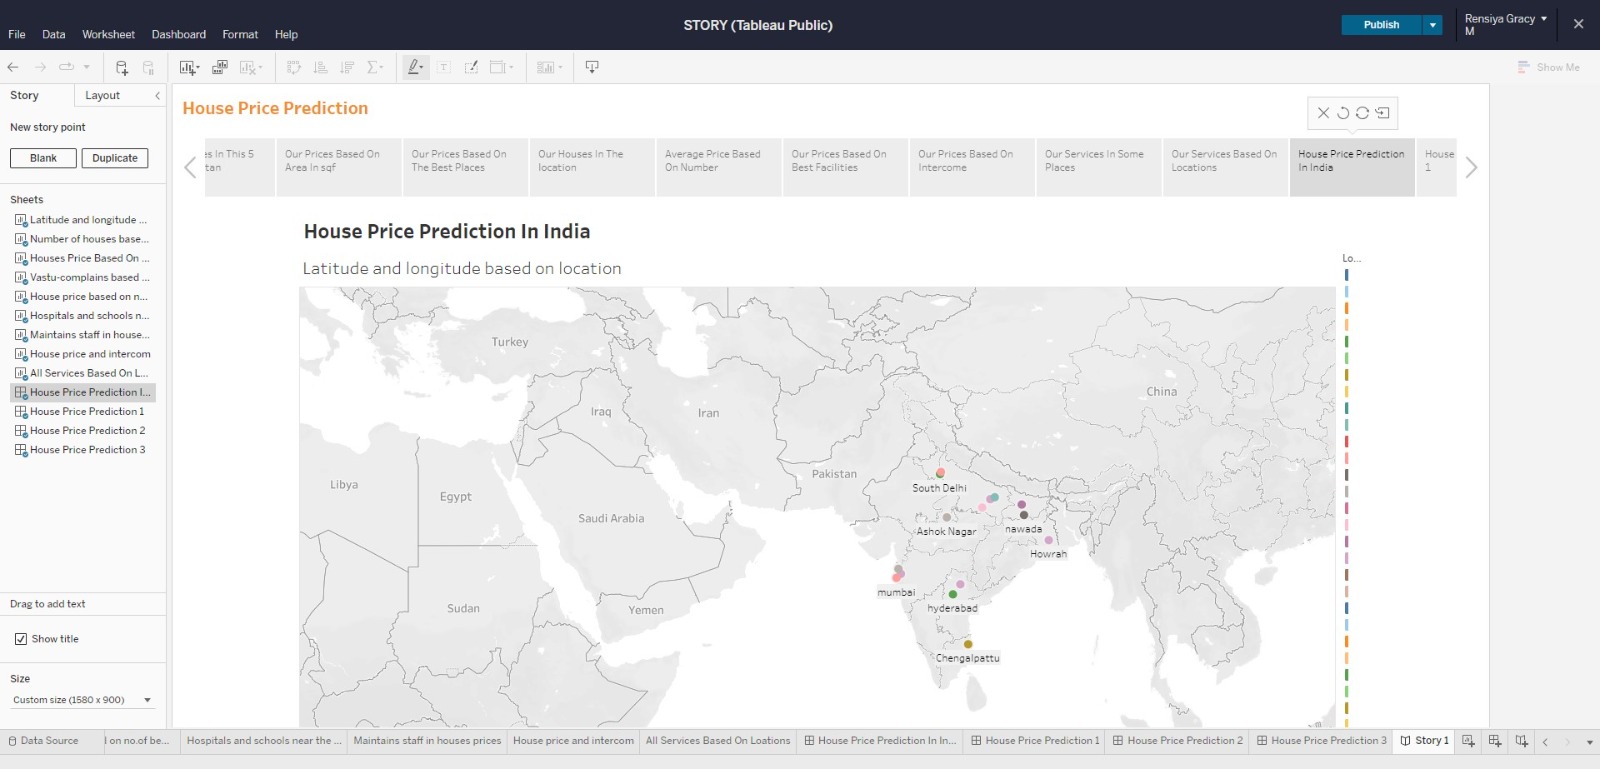 STORY (Tableau Public)
Publish
Rensiya Gracy M
File Data Worksheet Dashboard Format Help
Show Me
Story Layout
New story point
Blank Duplicate
Sheets
Latitude and longitude ...
Number of houses base...
Houses Price Based On ...
Vastu-complains based ...
House price based on n...
Hospitals and schools n...
Maintains staff in house...
House price and intercom
All Services Based On L...
House Price Prediction I...
House Price Prediction 1
House Price Prediction 2
House Price Prediction 3
Drag to add text
Show title
Size
Custom size (1580 x 900)
House Price Prediction
es In This 5
tan
Our Prices Based On
Area In sqf
Our Prices Based On
The Best Places
Our Houses In The
location
Average Price Based
On Number
Our Prices Based On
Best Facilities
Our Prices Based On
Intercome
Our Services In Some
Places
Our Services Based On
Locations
House Price Prediction
In India
House
1
House Price Prediction In India
Latitude and longitude based on location
Lo...
Turkey
China
Iraq
Iran
Pakistan
Libya
Egypt
Saudi Arabia
South Delhi
Ashok Nagar
nawada
Howrah
mumbai
hyderabad
Sudan
Yemen
Chengalpattu
Data Source
l on no.of be...
Hospitals and schools near the ...
Maintains staff in houses prices
House price and intercom
All Services Based On Loations
House Price Prediction In In...
House Price Prediction 1
House Price Prediction 2
House Price Prediction 3
Story 1